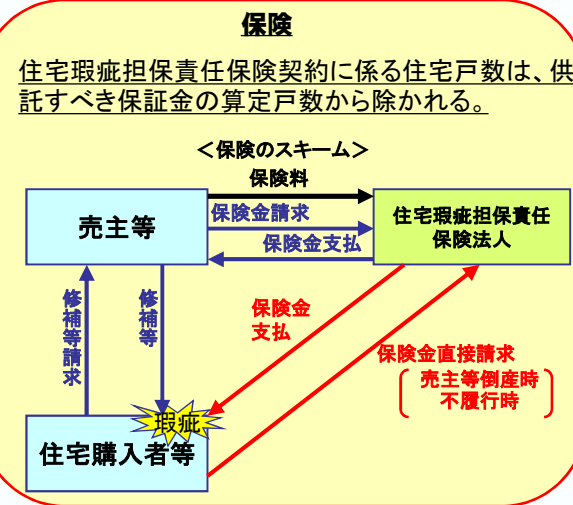 保険
住宅瑕疵担保責任保険契約に係る住宅戸数は、供
託すべき保証金の算定戸数から除かれる。
＜保険のスキーム＞
保険料
売主等
保険金請求
保険金支払
住宅瑕疵担保責任
保険法人
修補等請求
修補等
保険金
支払
保険金直接請求
売主等倒産時
不履行時
瑕疵
住宅購入者等